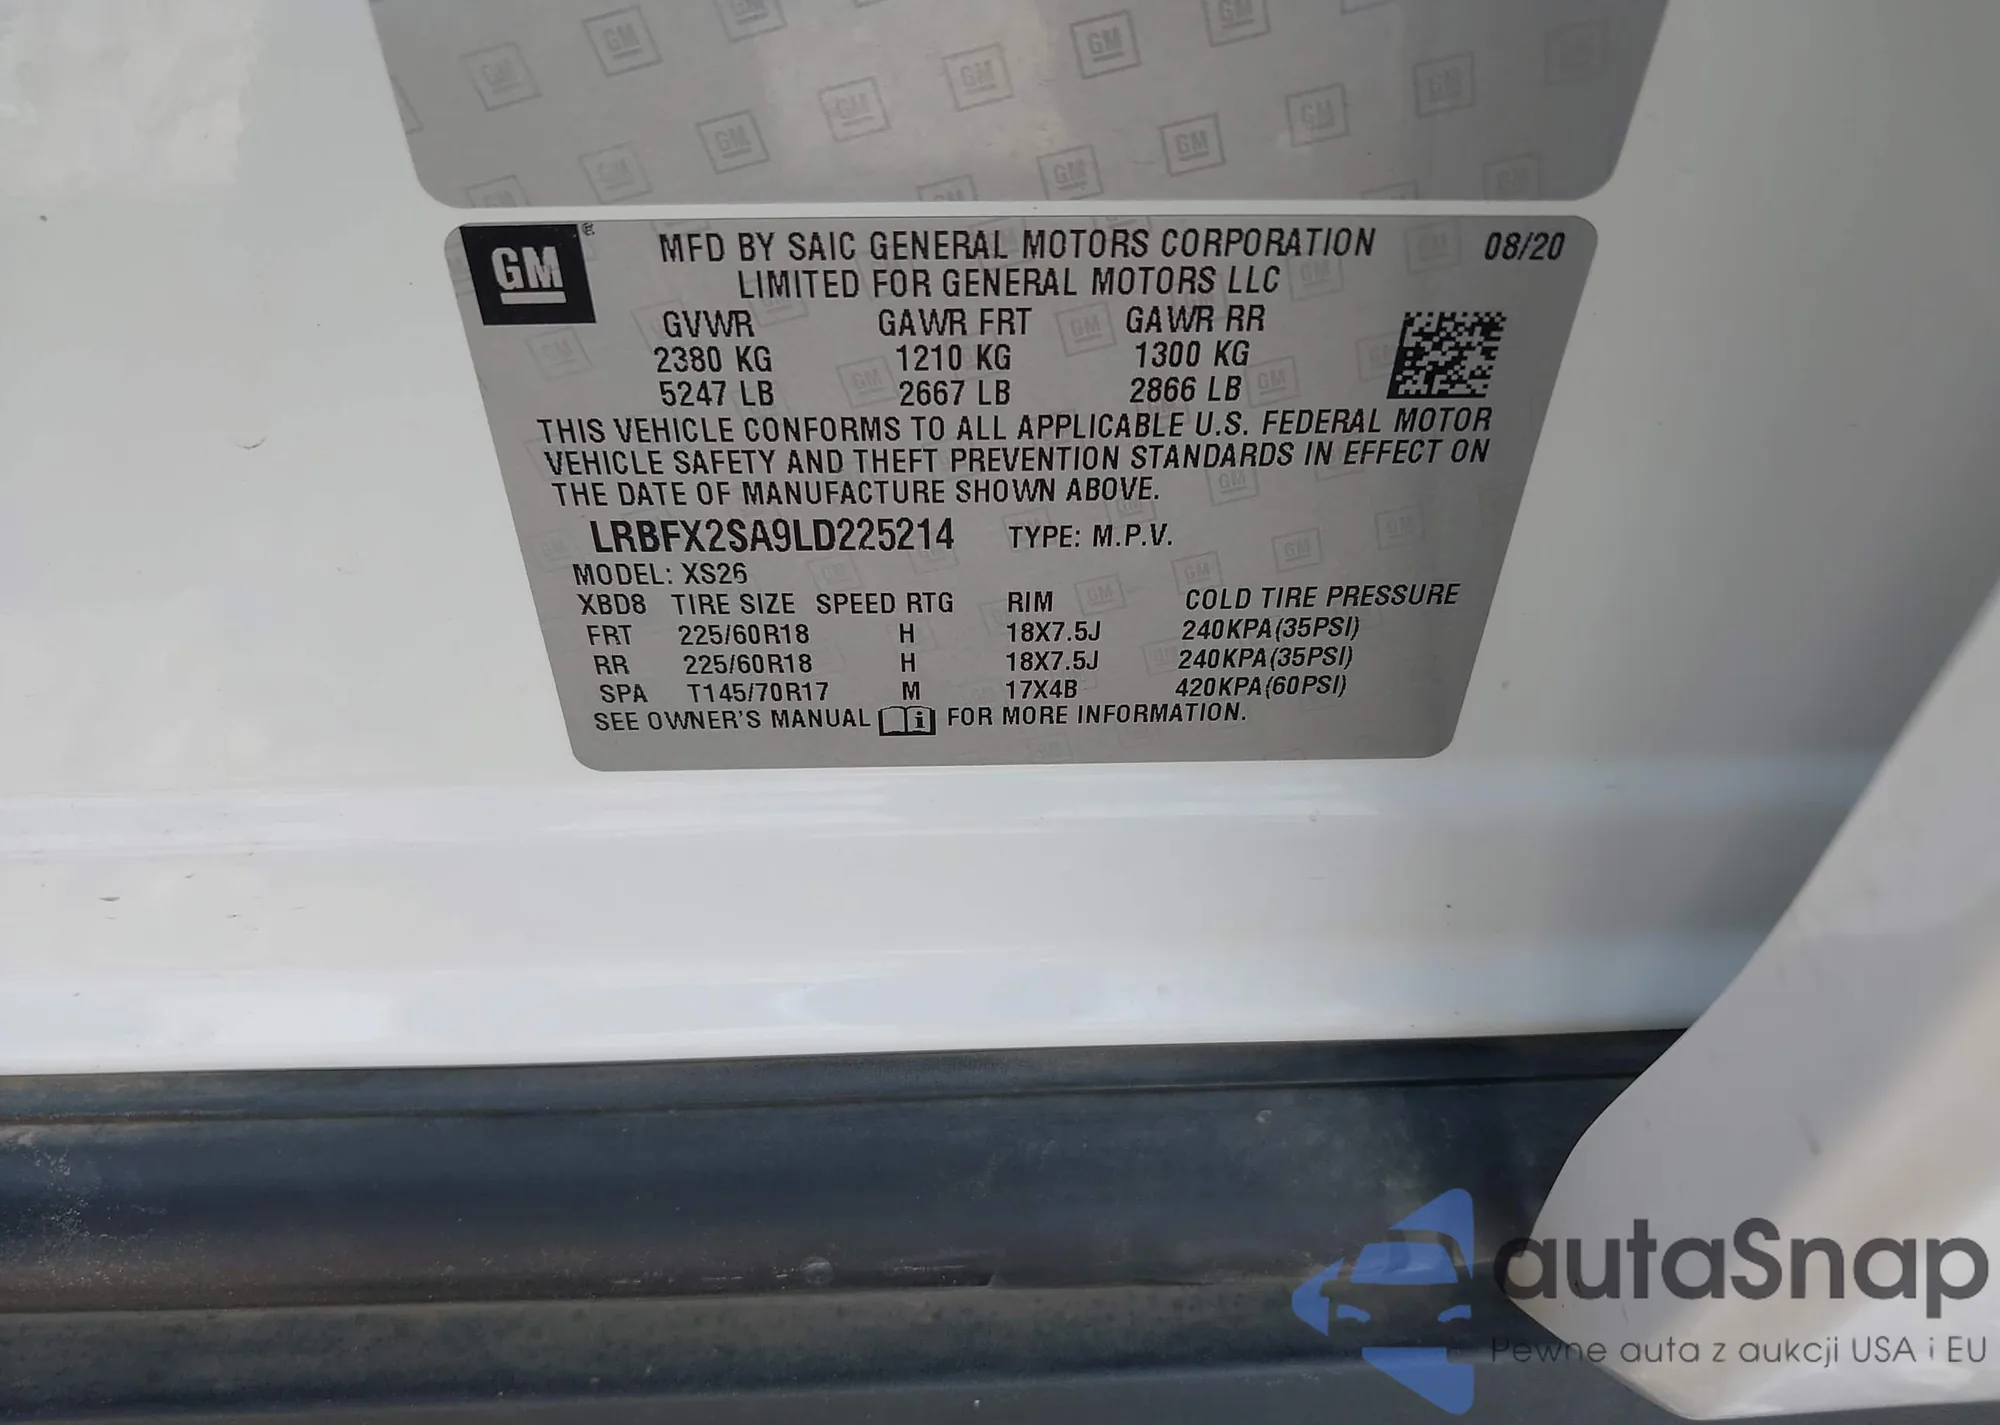 GM ®
MFD BY SAIC GENERAL MOTORS CORPORATION 08/20
LIMITED FOR GENERAL MOTORS LLC
GVWR GAWR FRT GAWR RR
2380 KG 1210 KG 1300 KG
5247 LB 2667 LB 2866 LB
THIS VEHICLE CONFORMS TO ALL APPLICABLE U.S. FEDERAL MOTOR
VEHICLE SAFETY AND THEFT PREVENTION STANDARDS IN EFFECT ON
THE DATE OF MANUFACTURE SHOWN ABOVE.
LRBFX2SA9LD225214 TYPE: M.P.V.
MODEL: XS26
XBD8 TIRE SIZE SPEED RTG RIM COLD TIRE PRESSURE
FRT 225/60R18 H 18X7.5J 240KPA(35PSI)
RR 225/60R18 H 18X7.5J 240KPA(35PSI)
SPA T145/70R17 M 17X4B 420KPA(60PSI)
SEE OWNER'S MANUAL i FOR MORE INFORMATION.
autaSnap
Pewne auta z aukcji USA i EU